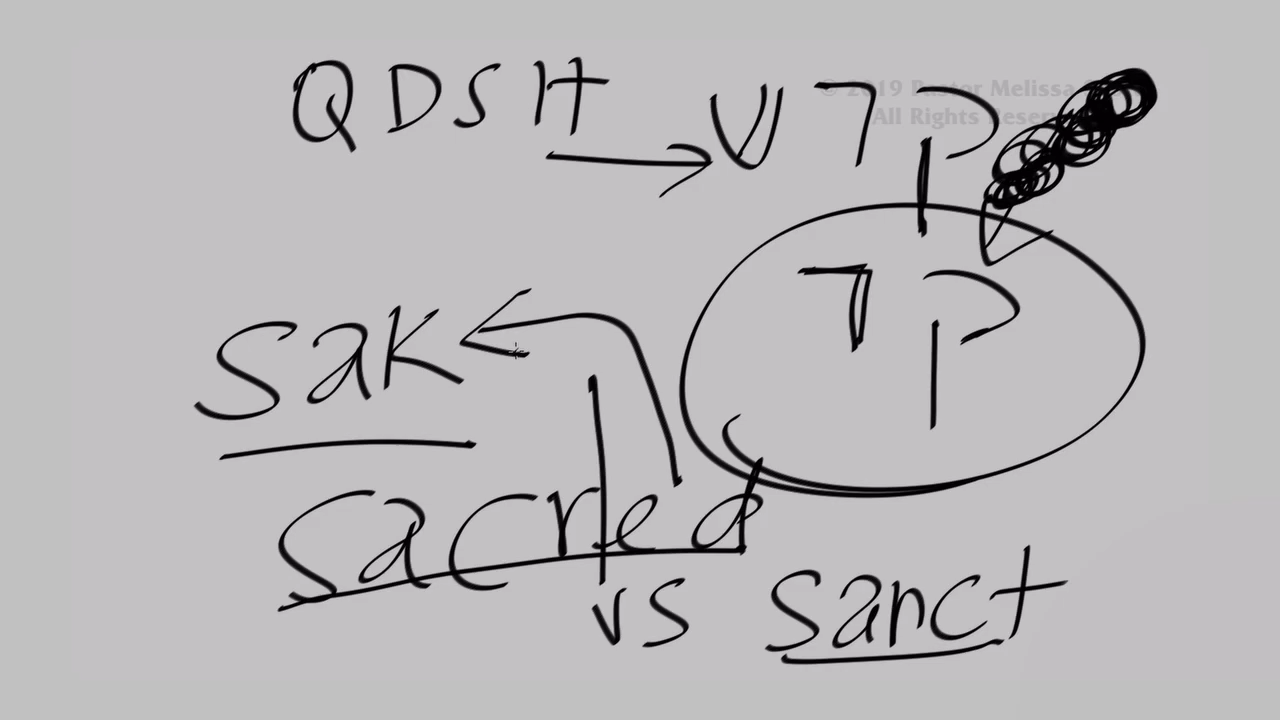 QDSH → קדש
© 2019 Pastor Melissa
All Rights
קד
sak ←
sacred
vs sanct